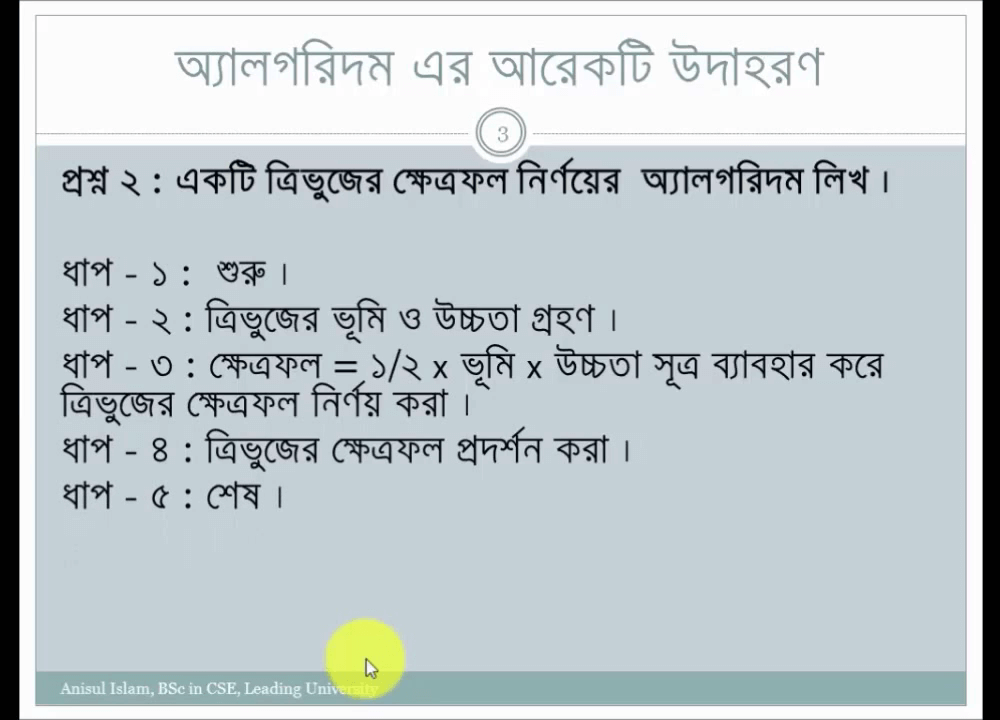 অ্যালগরিদম এর আরেকটি উদাহরণ
3
প্রশ্ন ২ : একটি ত্রিভুজের ক্ষেত্রফল নির্ণয়ের অ্যালগরিদম লিখ ।
ধাপ - ১ : শুরু ।
ধাপ - ২ : ত্রিভুজের ভূমি ও উচ্চতা গ্রহণ ।
ধাপ - ৩ : ক্ষেত্রফল = ১/২ x ভূমি x উচ্চতা সূত্র ব্যাবহার করে
ত্রিভুজের ক্ষেত্রফল নির্ণয় করা ।
ধাপ - ৪ : ত্রিভুজের ক্ষেত্রফল প্রদর্শন করা ।
ধাপ - ৫ : শেষ ।
Anisul Islam, BSc in CSE, Leading University